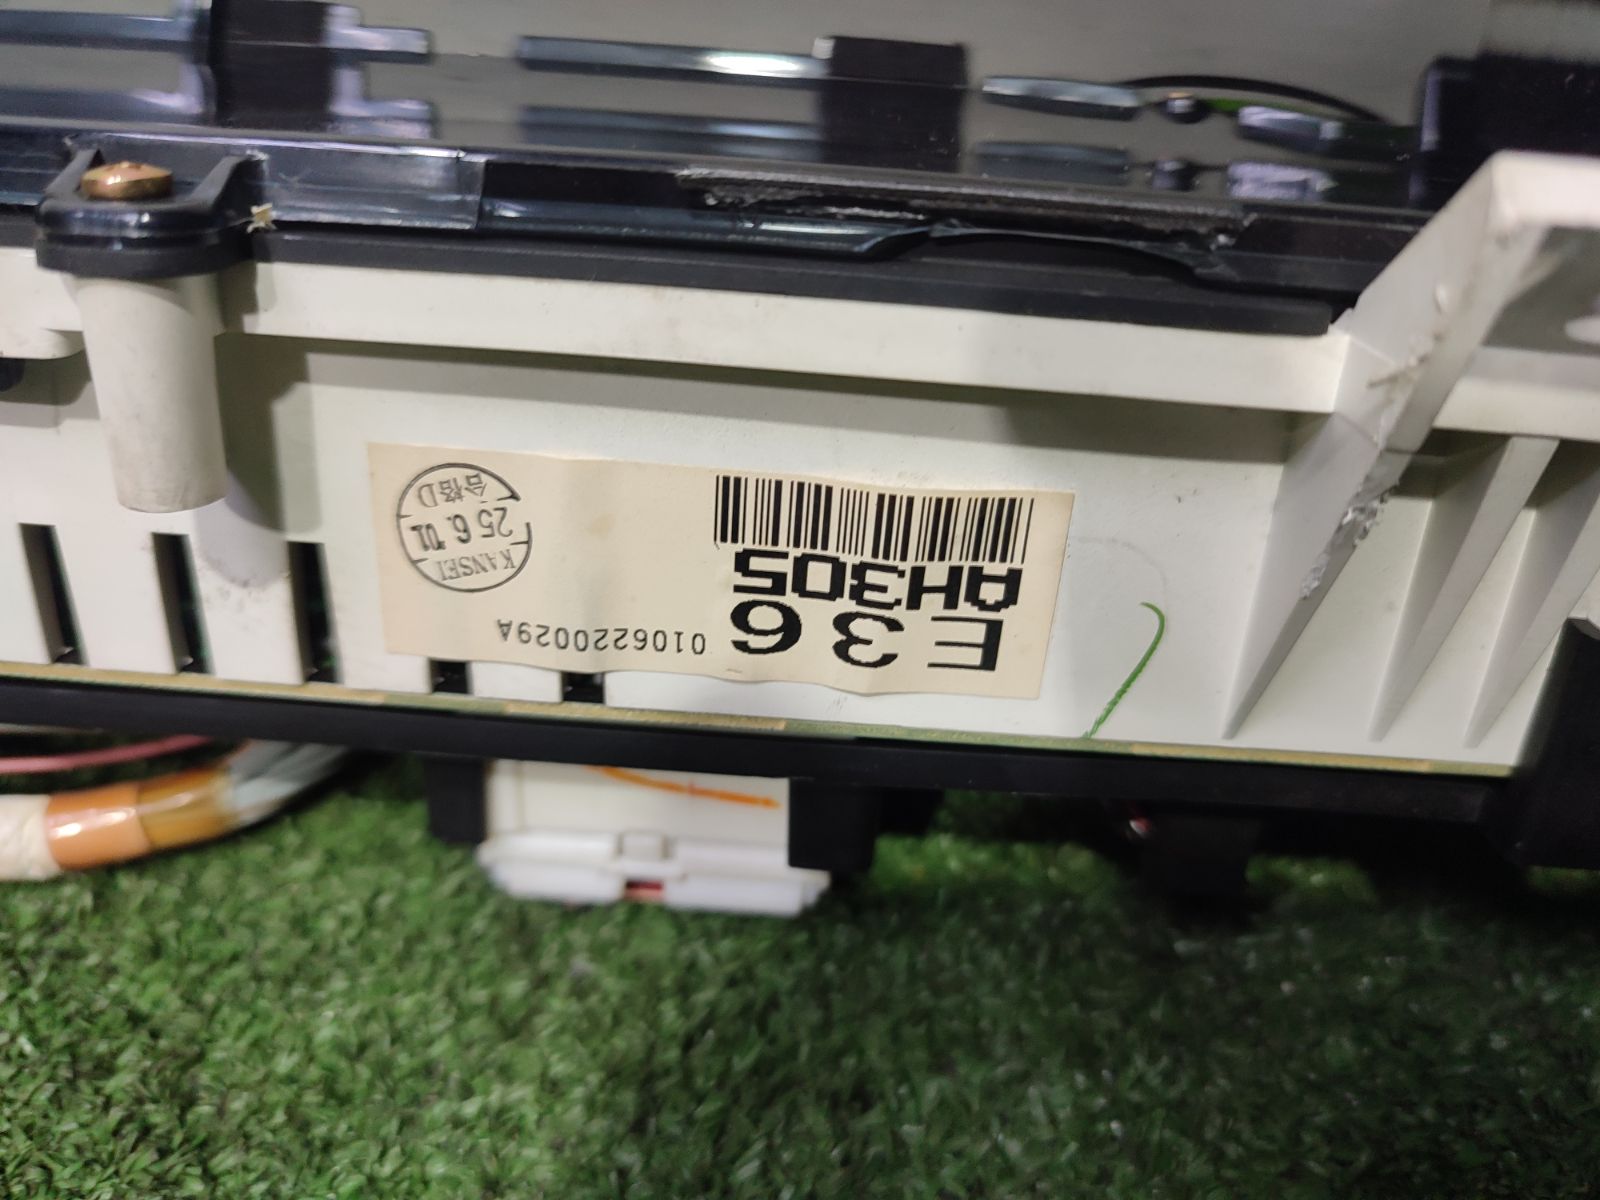 E36
0106220029A
AH305
KANSEI
25.6.'01
合格D